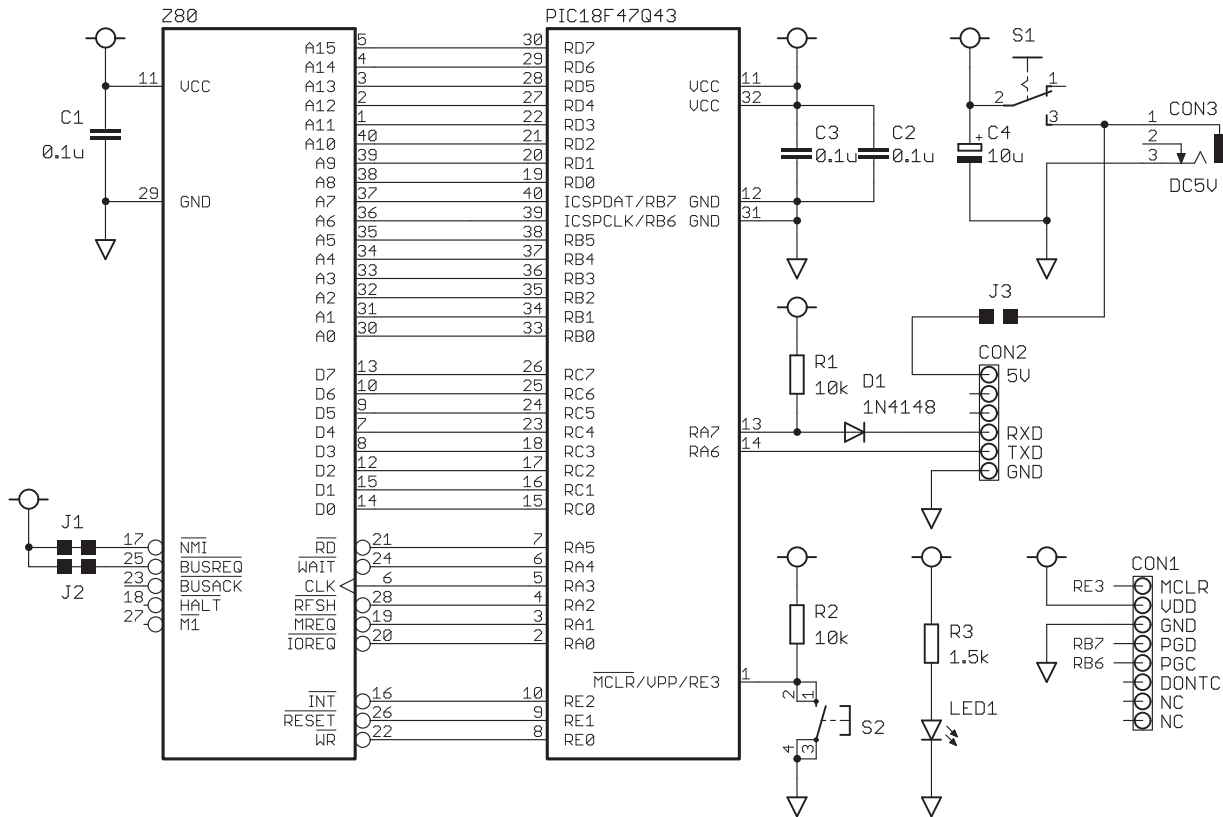 Z80
PIC18F47Q43
A15 5 30 RD7
A14 4 29 RD6
A13 3 28 RD5
A12 2 27 RD4
A11 1 22 RD3
A10 40 21 RD2
A9 39 20 RD1
A8 38 19 RD0
A7 37 40 ICSPDAT/RB7
A6 36 39 ICSPCLK/RB6
A5 35 38 RB5
A4 34 37 RB4
A3 33 36 RB3
A2 32 35 RB2
A1 31 34 RB1
A0 30 33 RB0
D7 13 26 RC7
D6 10 25 RC6
D5 9 24 RC5
D4 7 23 RC4
D3 8 18 RC3
D2 12 17 RC2
D1 15 16 RC1
D0 14 15 RC0
RD 21 7 RA5
WAIT 24 6 RA4
CLK 6 5 RA3
RFSH 28 4 RA2
MREQ 19 3 RA1
IOREQ 20 2 RA0
MCLR/VPP/RE3 1
INT 16 10 RE2
RESET 26 9 RE1
WR 22 8 RE0
11 VCC
C1
0.1u
29 GND
J1
17 NMI
25 BUSREQ
J2
23 BUSACK
18 HALT
27 M1
VCC 11
VCC 32
C3
0.1u
C2
0.1u
GND 12
GND 31
R1
10k
D1
1N4148
RA7 13
RA6 14
S1
1
2
3
C4
+
10u
CON3
1
2
3
DC5V
J3
CON2
5V
RXD
TXD
GND
R2
10k
2 1
4 3
S2
R3
1.5k
LED1
CON1
RE3 MCLR
VDD
GND
RB7 PGD
RB6 PGC
DONTC
NC
NC